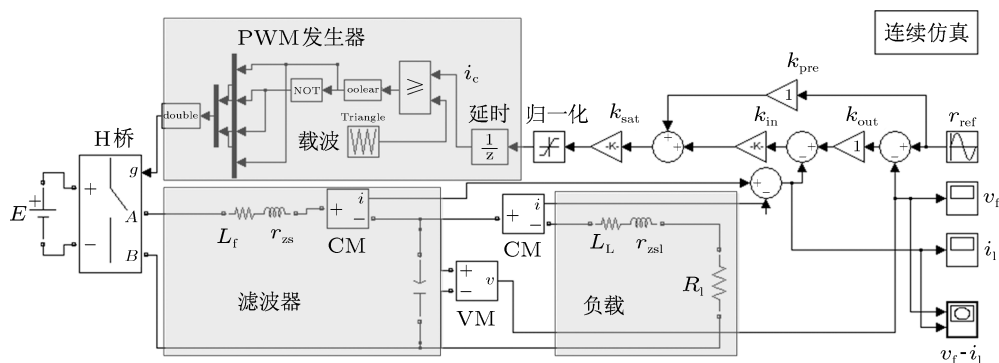 PWM发生器
连续仿真
k_pre
1
i_c
延时
归一化
k_sat
k_in
k_out
r_ref
NOT
oolear
≥
double
载波
Triangle
1/z
-K-
-K-
1
H桥
g
E
A
B
L_f
r_zs
i
CM
i
CM
L_L
r_zsl
v_f
i_l
滤波器
v
VM
R_l
负载
v_f-i_l